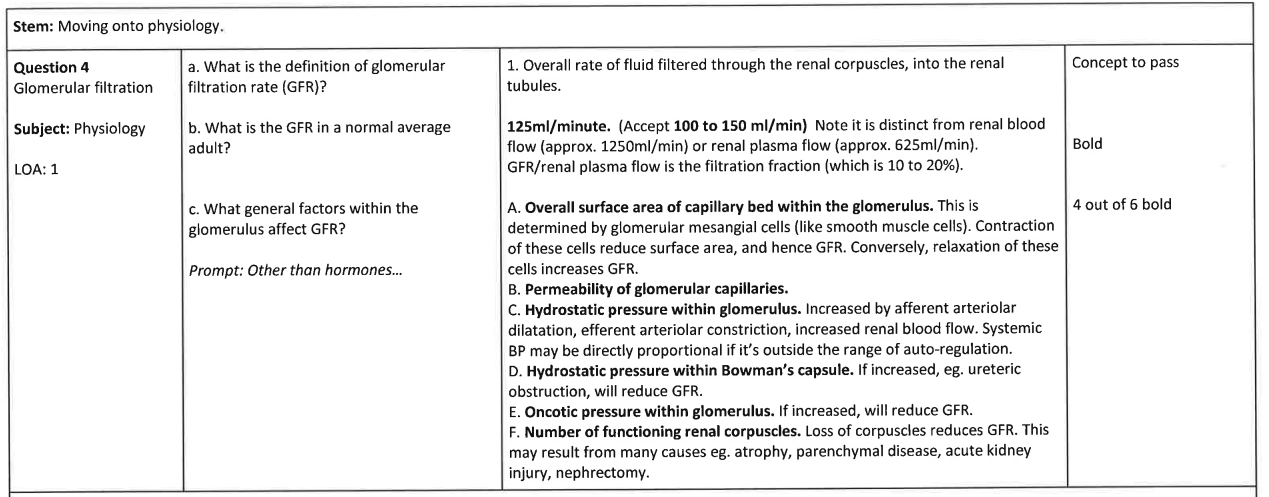 Stem: Moving onto physiology.
Question 4
Glomerular filtration
Subject: Physiology
LOA: 1
a. What is the definition of glomerular
filtration rate (GFR)?
b. What is the GFR in a normal average
adult?
c. What general factors within the
glomerulus affect GFR?
Prompt: Other than hormones...
1. Overall rate of fluid filtered through the renal corpuscles, into the renal
tubules.
125ml/minute. (Accept 100 to 150 ml/min) Note it is distinct from renal blood
flow (approx. 1250ml/min) or renal plasma flow (approx. 625ml/min).
GFR/renal plasma flow is the filtration fraction (which is 10 to 20%).
A. Overall surface area of capillary bed within the glomerulus. This is
determined by glomerular mesangial cells (like smooth muscle cells). Contraction
of these cells reduce surface area, and hence GFR. Conversely, relaxation of these
cells increases GFR.
B. Permeability of glomerular capillaries.
C. Hydrostatic pressure within glomerulus. Increased by afferent arteriolar
dilatation, efferent arteriolar constriction, increased renal blood flow. Systemic
BP may be directly proportional if it's outside the range of auto-regulation.
D. Hydrostatic pressure within Bowman's capsule. If increased, eg. ureteric
obstruction, will reduce GFR.
E. Oncotic pressure within glomerulus. If increased, will reduce GFR.
F. Number of functioning renal corpuscles. Loss of corpuscles reduces GFR. This
may result from many causes eg. atrophy, parenchymal disease, acute kidney
injury, nephrectomy.
Concept to pass
Bold
4 out of 6 bold